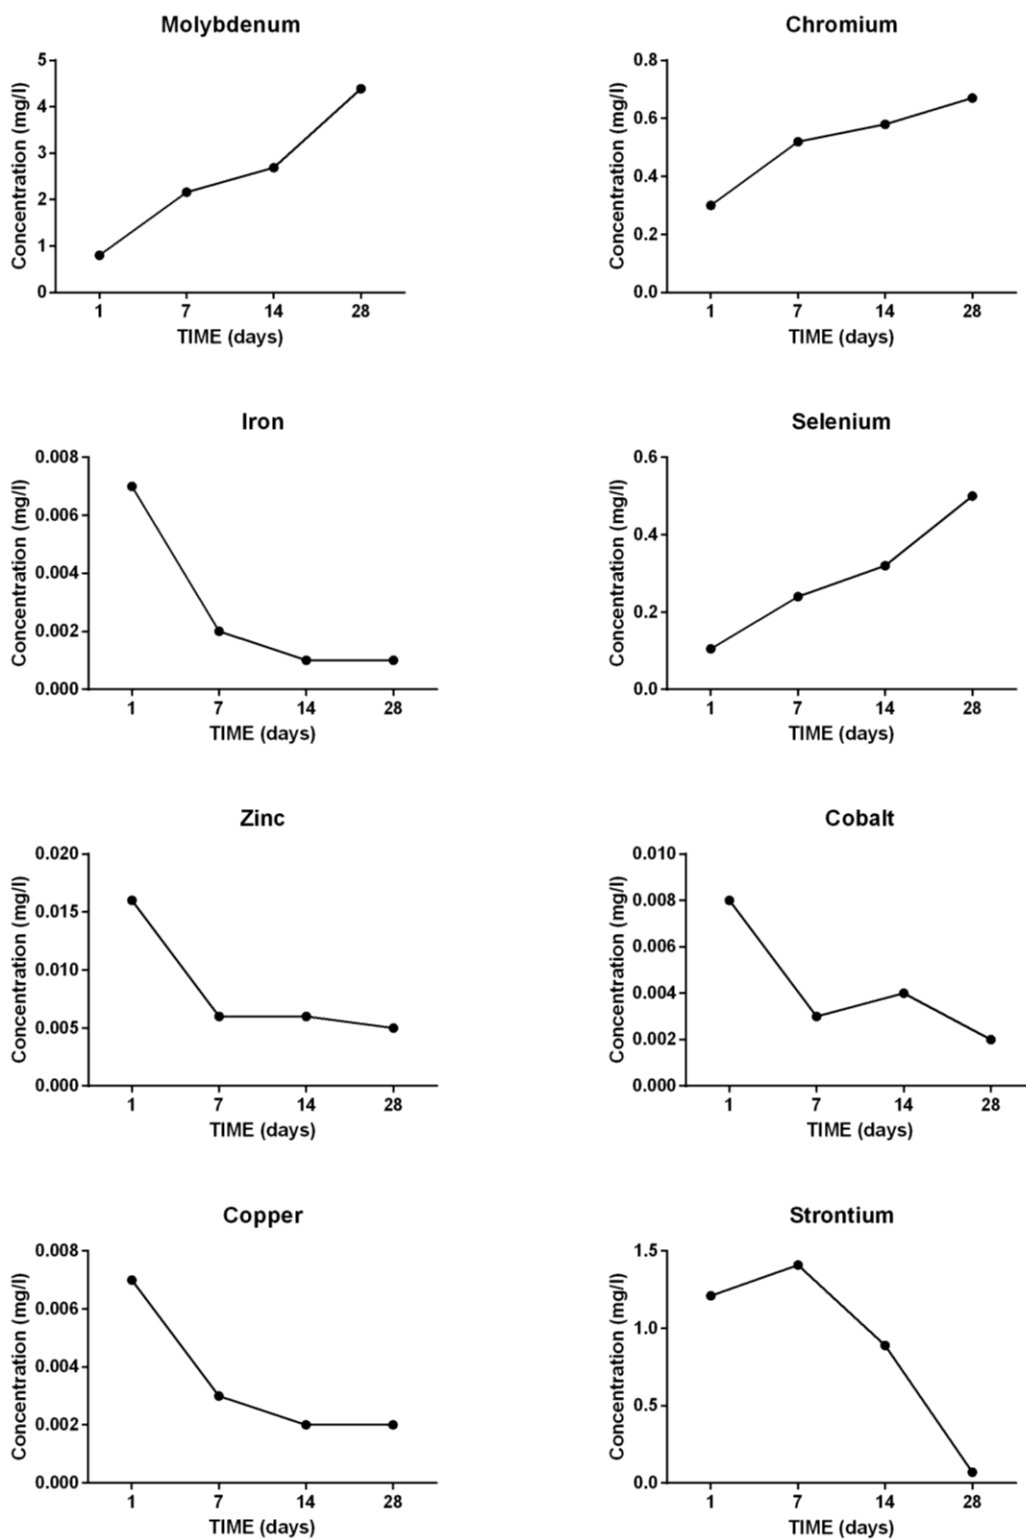 Molybdenum
Concentration (mg/l)
5
4
3
2
1
0
1 7 14 28
TIME (days)
Chromium
Concentration (mg/l)
0.8
0.6
0.4
0.2
0.0
1 7 14 28
TIME (days)
Iron
Concentration (mg/l)
0.008
0.006
0.004
0.002
0.000
1 7 14 28
TIME (days)
Selenium
Concentration (mg/l)
0.6
0.4
0.2
0.0
1 7 14 28
TIME (days)
Zinc
Concentration (mg/l)
0.020
0.015
0.010
0.005
0.000
1 7 14 28
TIME (days)
Cobalt
Concentration (mg/l)
0.010
0.008
0.006
0.004
0.002
0.000
1 7 14 28
TIME (days)
Copper
Concentration (mg/l)
0.008
0.006
0.004
0.002
0.000
1 7 14 28
TIME (days)
Strontium
Concentration (mg/l)
1.5
1.0
0.5
0.0
1 7 14 28
TIME (days)